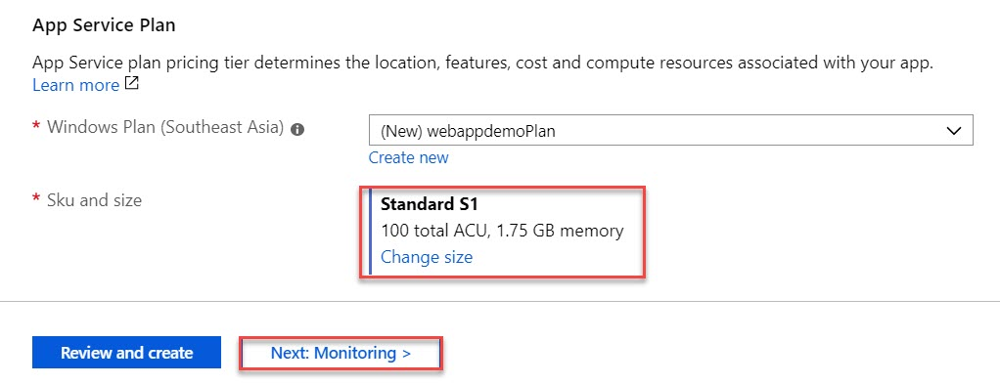 App Service Plan
App Service plan pricing tier determines the location, features, cost and compute resources associated with your app.
Learn more
* Windows Plan (Southeast Asia)
(New) webappdemoPlan
Create new
* Sku and size
Standard S1
100 total ACU, 1.75 GB memory
Change size
Review and create
Next: Monitoring >